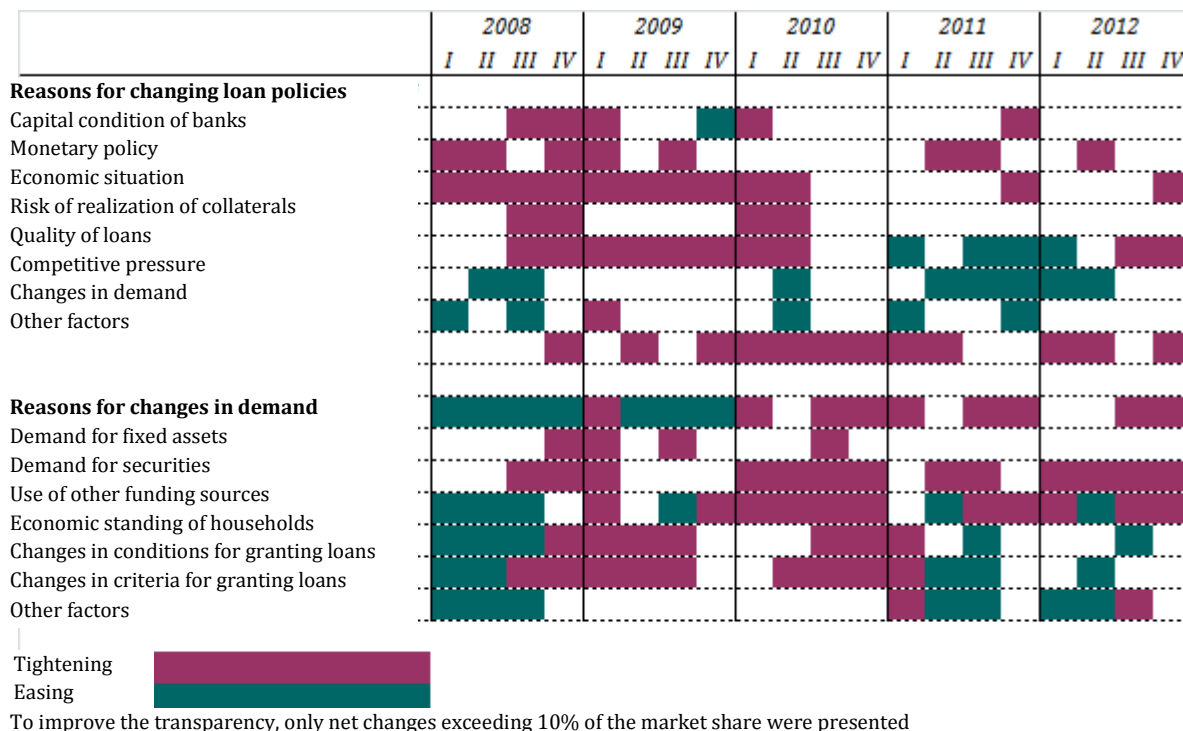 2008 2009 2010 2011 2012
I II III IV I II III IV I II III IV I II III IV I II III IV
Reasons for changing loan policies
Capital condition of banks
Monetary policy
Economic situation
Risk of realization of collaterals
Quality of loans
Competitive pressure
Changes in demand
Other factors
Reasons for changes in demand
Demand for fixed assets
Demand for securities
Use of other funding sources
Economic standing of households
Changes in conditions for granting loans
Changes in criteria for granting loans
Other factors
Tightening
Easing
To improve the transparency, only net changes exceeding 10% of the market share were presented